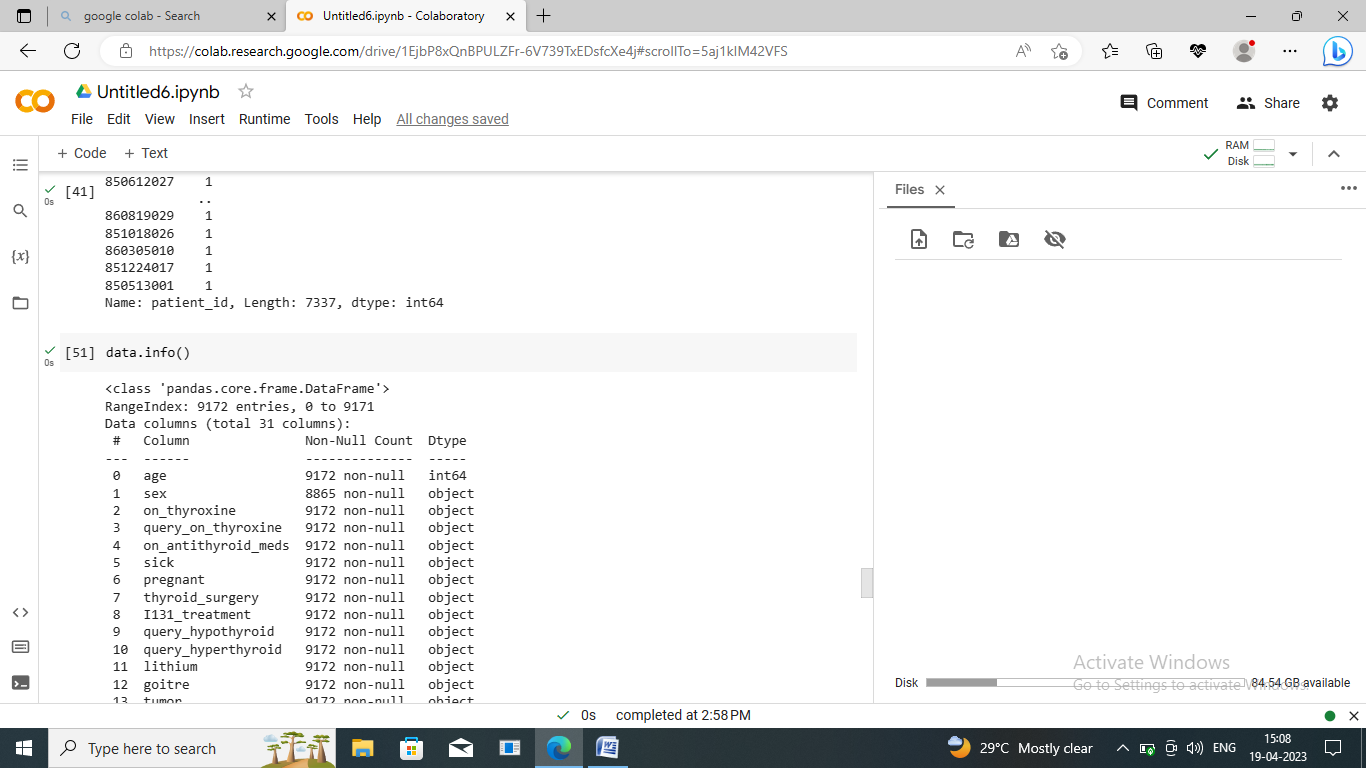 google colab - Search
Untitled6.ipynb - Colaboratory
https://colab.research.google.com/drive/1EjbP8xQnBPULZFr-6V739TxEDsfcXe4j#scrollTo=5aj1kIM42VFS
Untitled6.ipynb
File Edit View Insert Runtime Tools Help All changes saved
Comment Share
+ Code + Text
RAM
Disk
[41]
0s
850612027 1
..
860819029 1
851018026 1
860305010 1
851224017 1
850513001 1
Name: patient_id, Length: 7337, dtype: int64
[51] data.info()
0s
<class 'pandas.core.frame.DataFrame'>
RangeIndex: 9172 entries, 0 to 9171
Data columns (total 31 columns):
# Column Non-Null Count Dtype
--- ------ -------------- -----
0 age 9172 non-null int64
1 sex 8865 non-null object
2 on_thyroxine 9172 non-null object
3 query_on_thyroxine 9172 non-null object
4 on_antithyroid_meds 9172 non-null object
5 sick 9172 non-null object
6 pregnant 9172 non-null object
7 thyroid_surgery 9172 non-null object
8 I131_treatment 9172 non-null object
9 query_hypothyroid 9172 non-null object
10 query_hyperthyroid 9172 non-null object
11 lithium 9172 non-null object
12 goitre 9172 non-null object
13 tumor 9172 non-null object
Files
{x}
Activate Windows
Go to Settings to activate Windows.
Disk 84.54 GB available
0s completed at 2:58 PM
Type here to search
29°C Mostly clear
ENG
15:08
19-04-2023